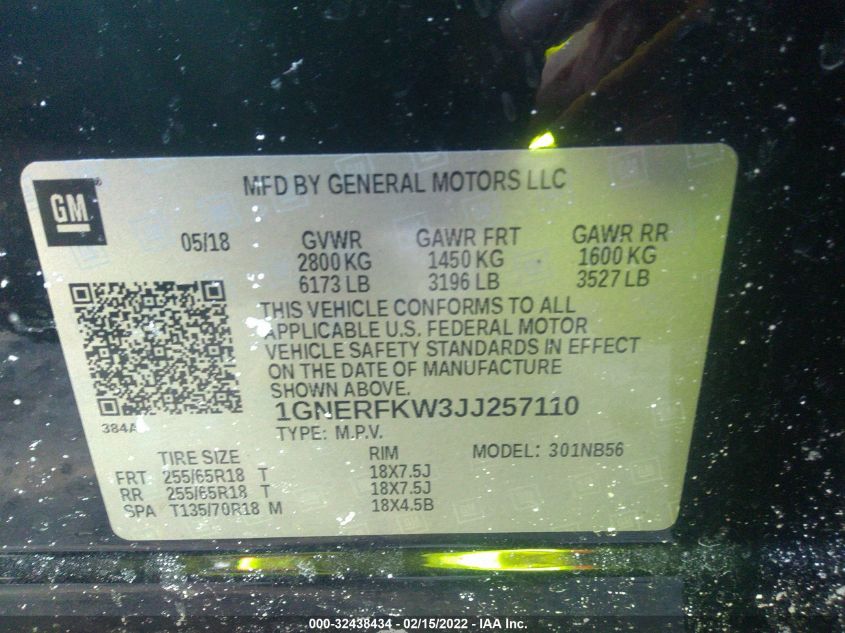 GM
MFD BY GENERAL MOTORS LLC
05/18 GVWR GAWR FRT GAWR RR
2800 KG 1450 KG 1600 KG
6173 LB 3196 LB 3527 LB
THIS VEHICLE CONFORMS TO ALL
APPLICABLE U.S. FEDERAL MOTOR
VEHICLE SAFETY STANDARDS IN EFFECT
ON THE DATE OF MANUFACTURE
SHOWN ABOVE.
1GNERFKW3JJ257110
384A
TYPE: M.P.V. MODEL: 301NB56
TIRE SIZE RIM
FRT 255/65R18 T 18X7.5J
RR 255/65R18 T 18X7.5J
SPA T135/70R18 M 18X4.5B
000-32438434 - 02/15/2022 - IAA Inc.